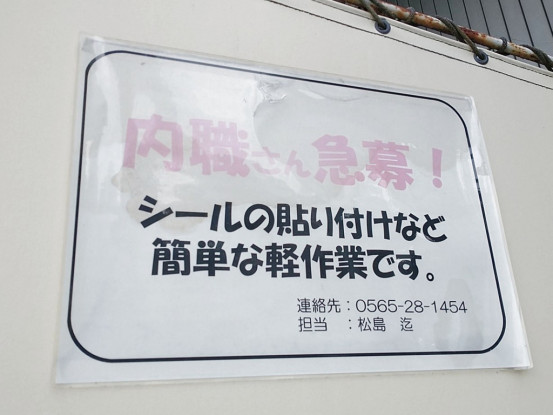 内職さん急募！
シールの貼り付けなど
簡単な軽作業です。
連絡先：0565-28-1454
担当　：松島　迄